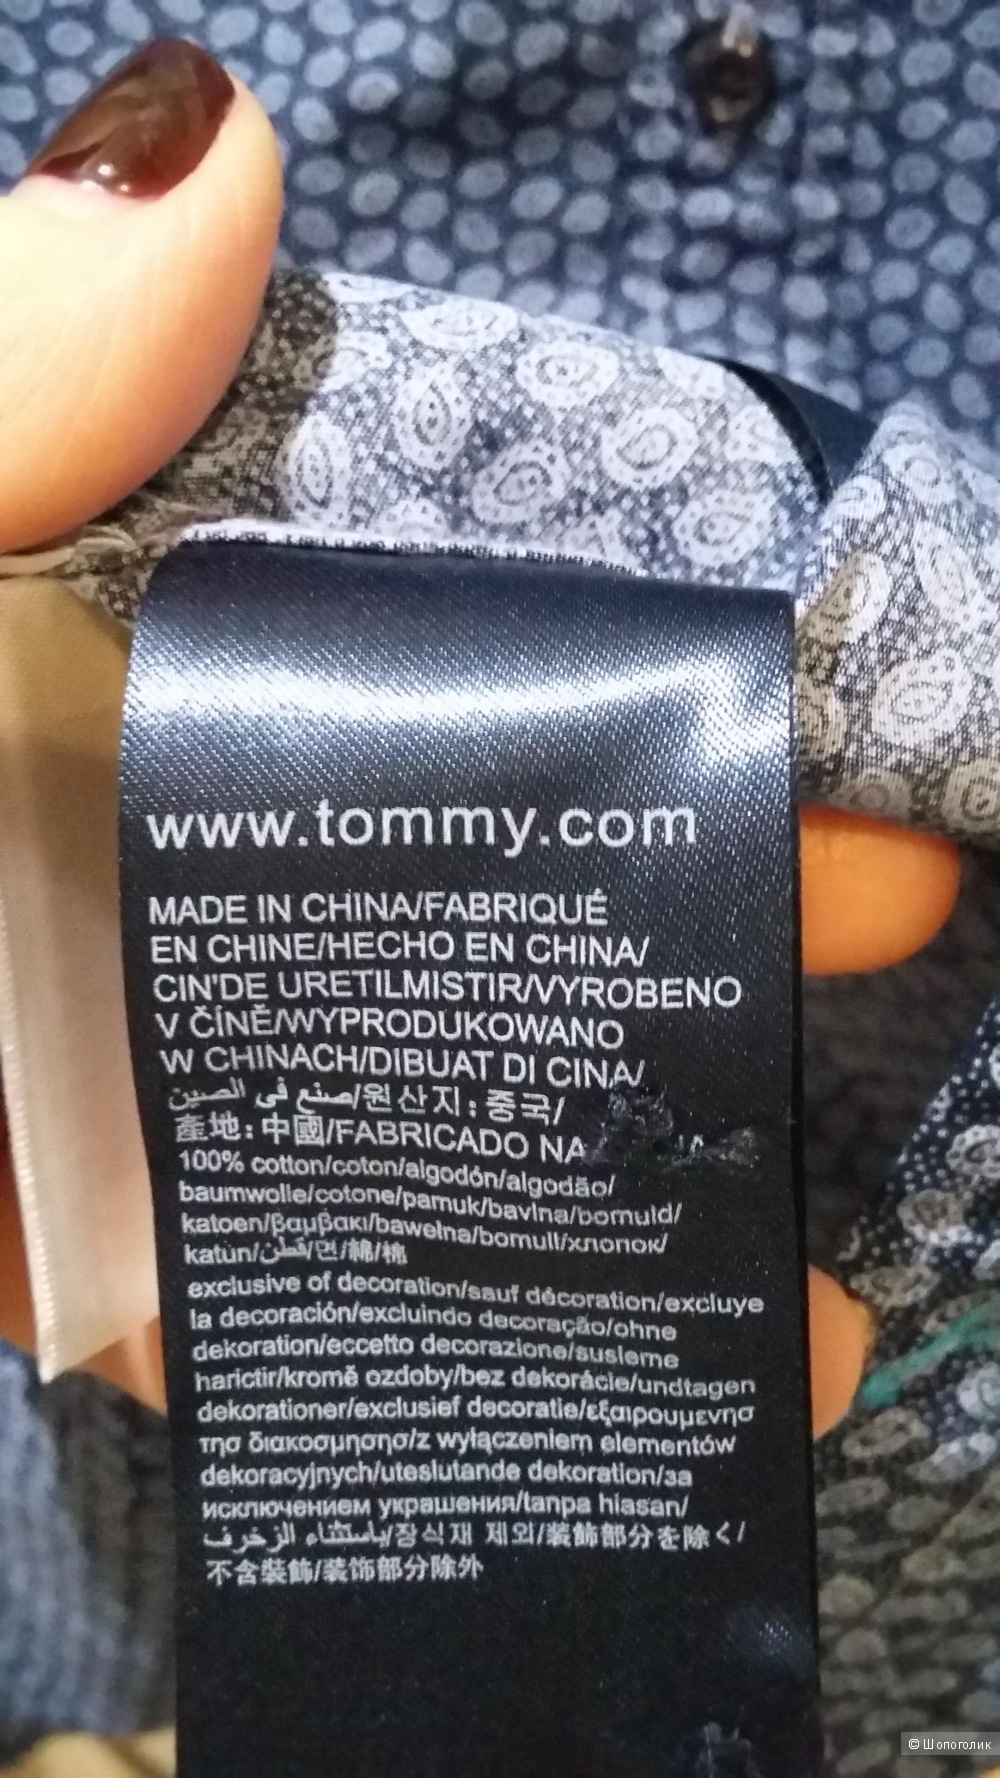 www.tommy.com
MADE IN CHINA/FABRIQUÉ
EN CHINE/HECHO EN CHINA/
CIN'DE URETILMISTIR/VYROBENO
V ČÍNĚ/WYPRODUKOWANO
W CHINACH/DIBUAT DI CINA/
صنع في الصين/원산지:중국/
産地:中國/FABRICADO NA
100% cotton/coton/algodón/algodão/
baumwolle/cotone/pamuk/bavlna/bomuld/
katoen/βαμβακι/bawełna/bomull/хлопок/
katun/قطن/면/綿/棉
exclusive of decoration/sauf décoration/excluye
la decoración/excluindo decoração/ohne
dekoration/eccetto decorazione/susleme
harictir/kromě ozdoby/bez dekorácie/undtagen
dekorationer/exclusief decoratie/εξαιρουμενησ
τησ διακοσμησησ/z wyłączeniem elementów
dekoracyjnych/uteslutande dekoration/за
исключением украшения/tanpa hiasan/
باستثناء الزخرف/장식재 제외/装飾部分を除く/
不含裝飾/装饰部分除外
© Шопоголик